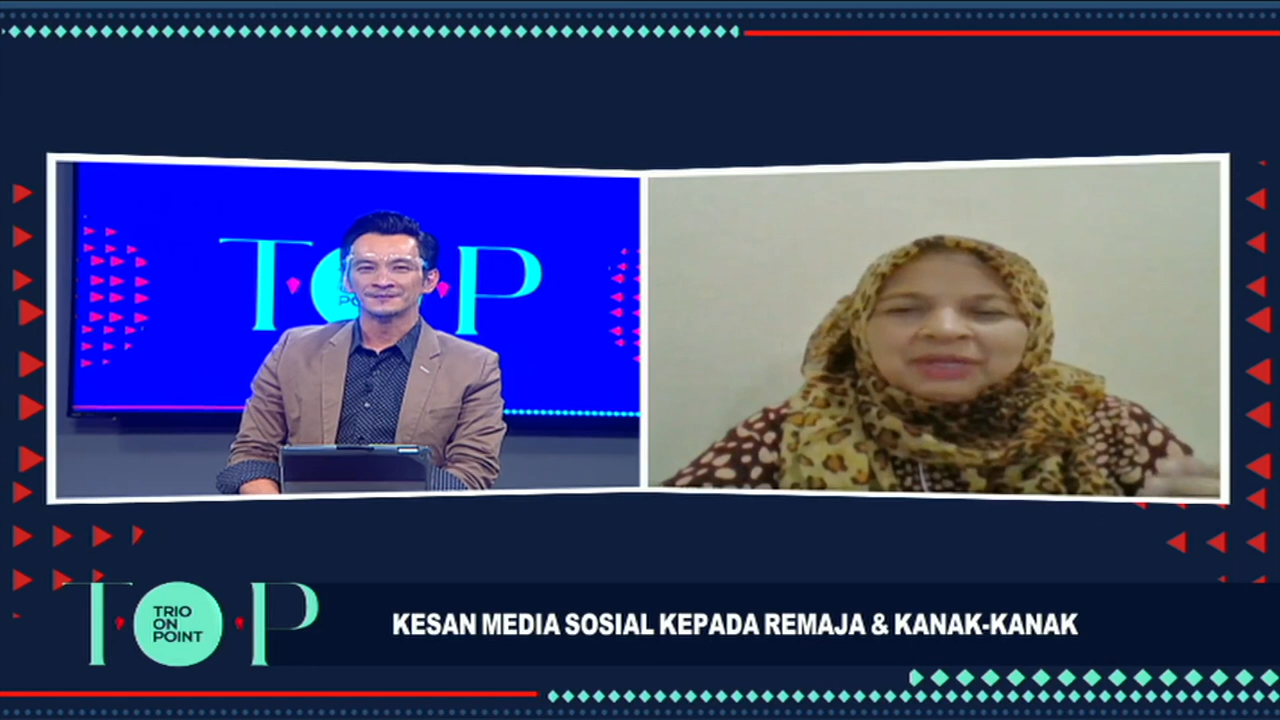 TOP
TRIO
ON
POINT
KESAN MEDIA SOSIAL KEPADA REMAJA & KANAK-KANAK